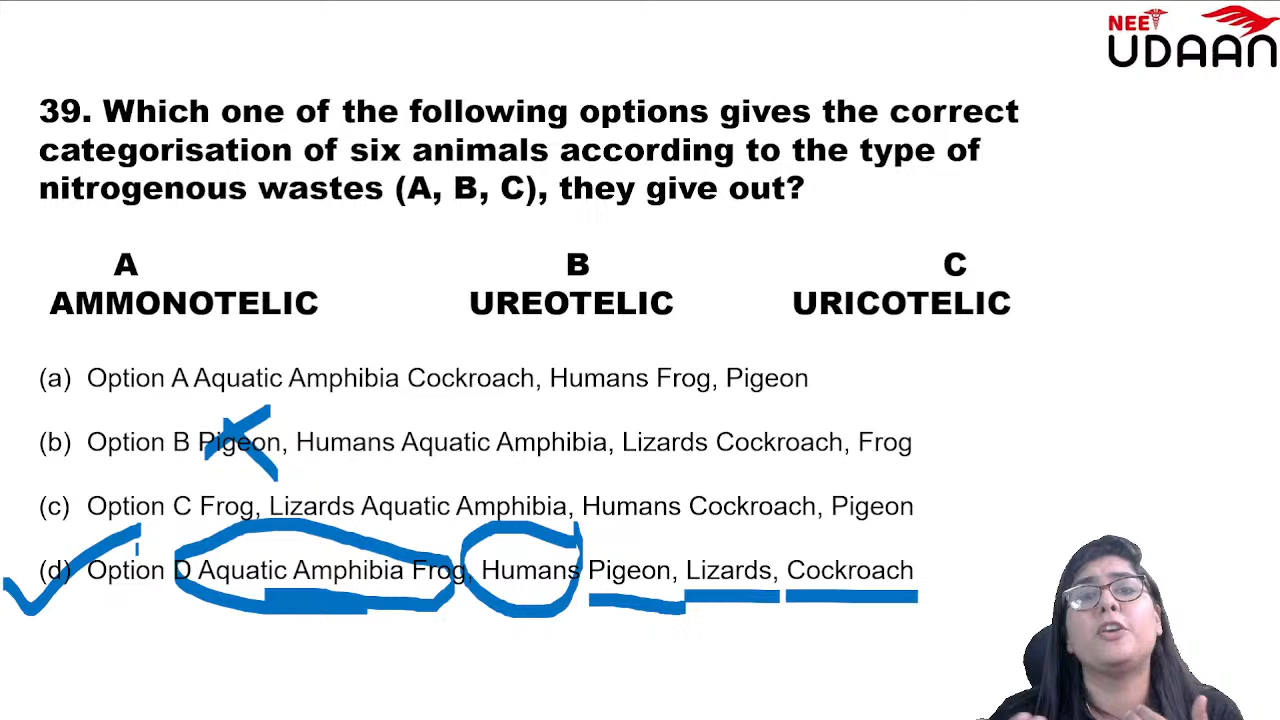 NEET
UDAAN
39. Which one of the following options gives the correct
categorisation of six animals according to the type of
nitrogenous wastes (A, B, C), they give out?
A B C
AMMONOTELIC UREOTELIC URICOTELIC
(a) Option A Aquatic Amphibia Cockroach, Humans Frog, Pigeon
(b) Option B Pigeon, Humans Aquatic Amphibia, Lizards Cockroach, Frog
(c) Option C Frog, Lizards Aquatic Amphibia, Humans Cockroach, Pigeon
(d) Option D Aquatic Amphibia Frog, Humans Pigeon, Lizards, Cockroach